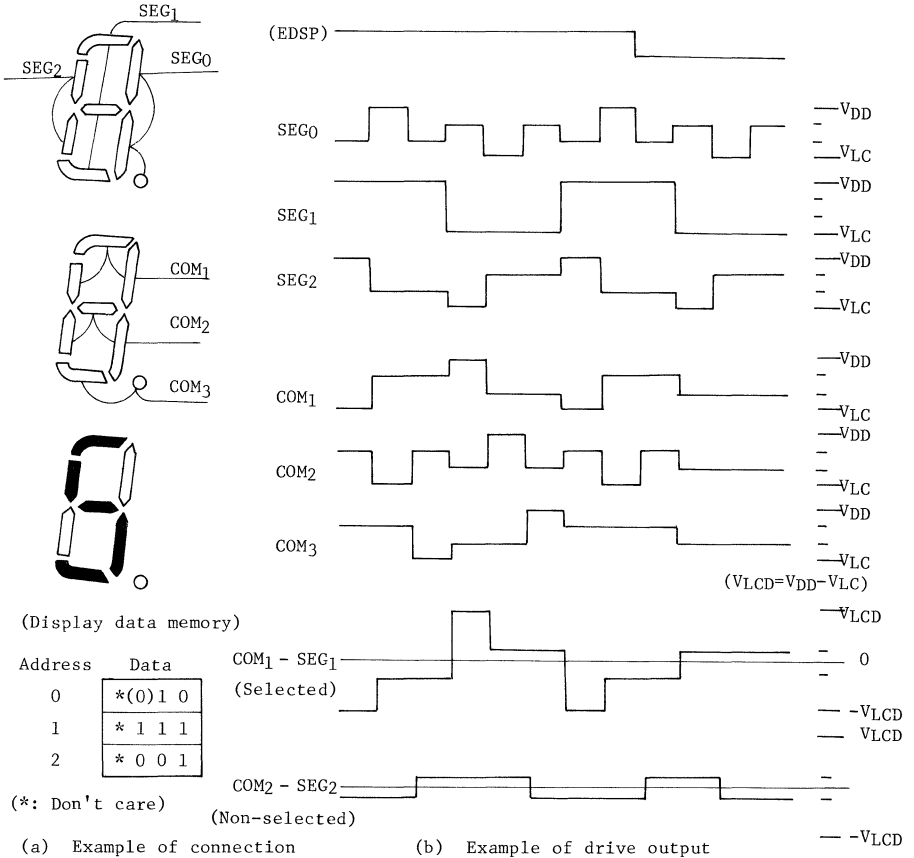 SEG1
SEG0
SEG2
COM1
COM2
COM3
(Display data memory)
Address Data
0 *(0)1 0
1 * 1 1 1
2 * 0 0 1
(*: Don't care)
(a) Example of connection
(EDSP)
SEG0 VDD
VLC
SEG1 VDD
VLC
SEG2 VDD
VLC
COM1 VDD
VLC
COM2 VDD
VLC
COM3 VDD
VLC
(VLCD=VDD-VLC)
VLCD
COM1 - SEG1 0
(Selected)
-VLCD
VLCD
COM2 - SEG2
(Non-selected)
-VLCD
(b) Example of drive output